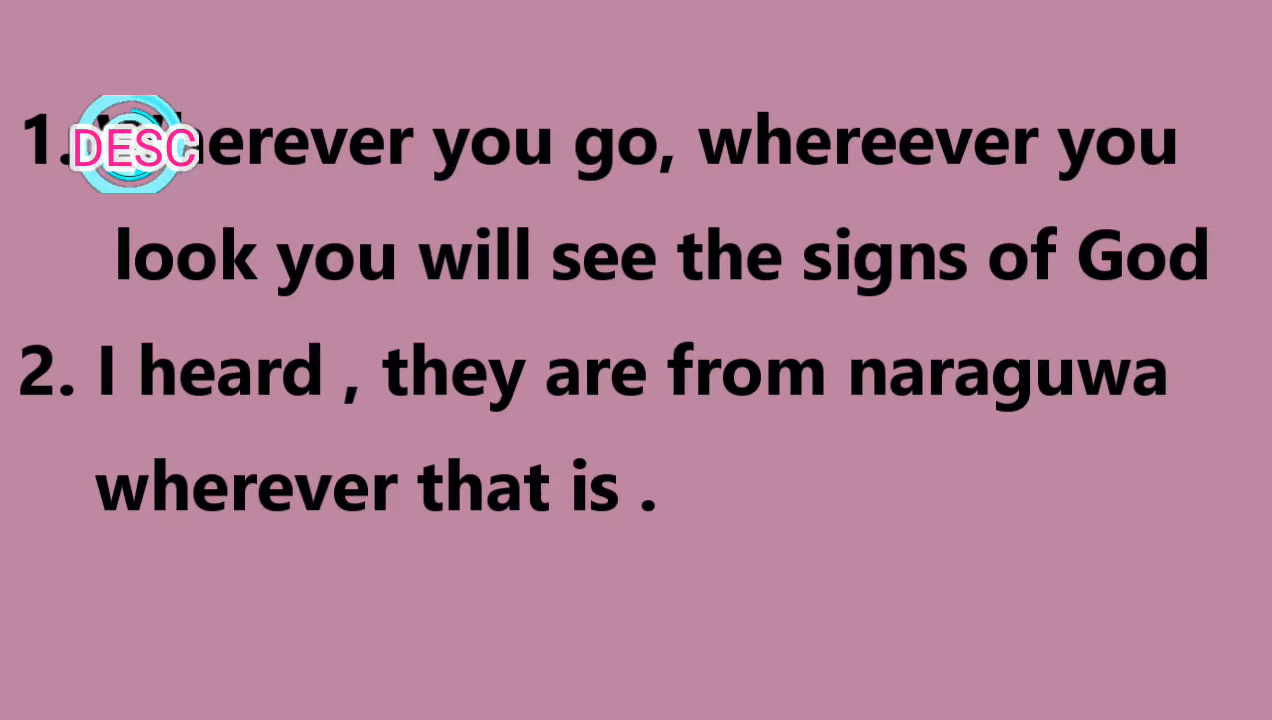 1. Wherever you go, whereever you
DESC
look you will see the signs of God
2. I heard , they are from naraguwa
wherever that is .